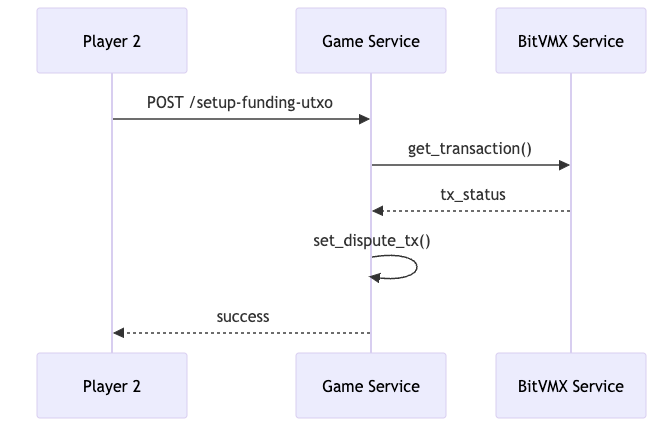 Player 2
Game Service
BitVMX Service
POST /setup-funding-utxo
get_transaction()
tx_status
set_dispute_tx()
success
Player 2
Game Service
BitVMX Service